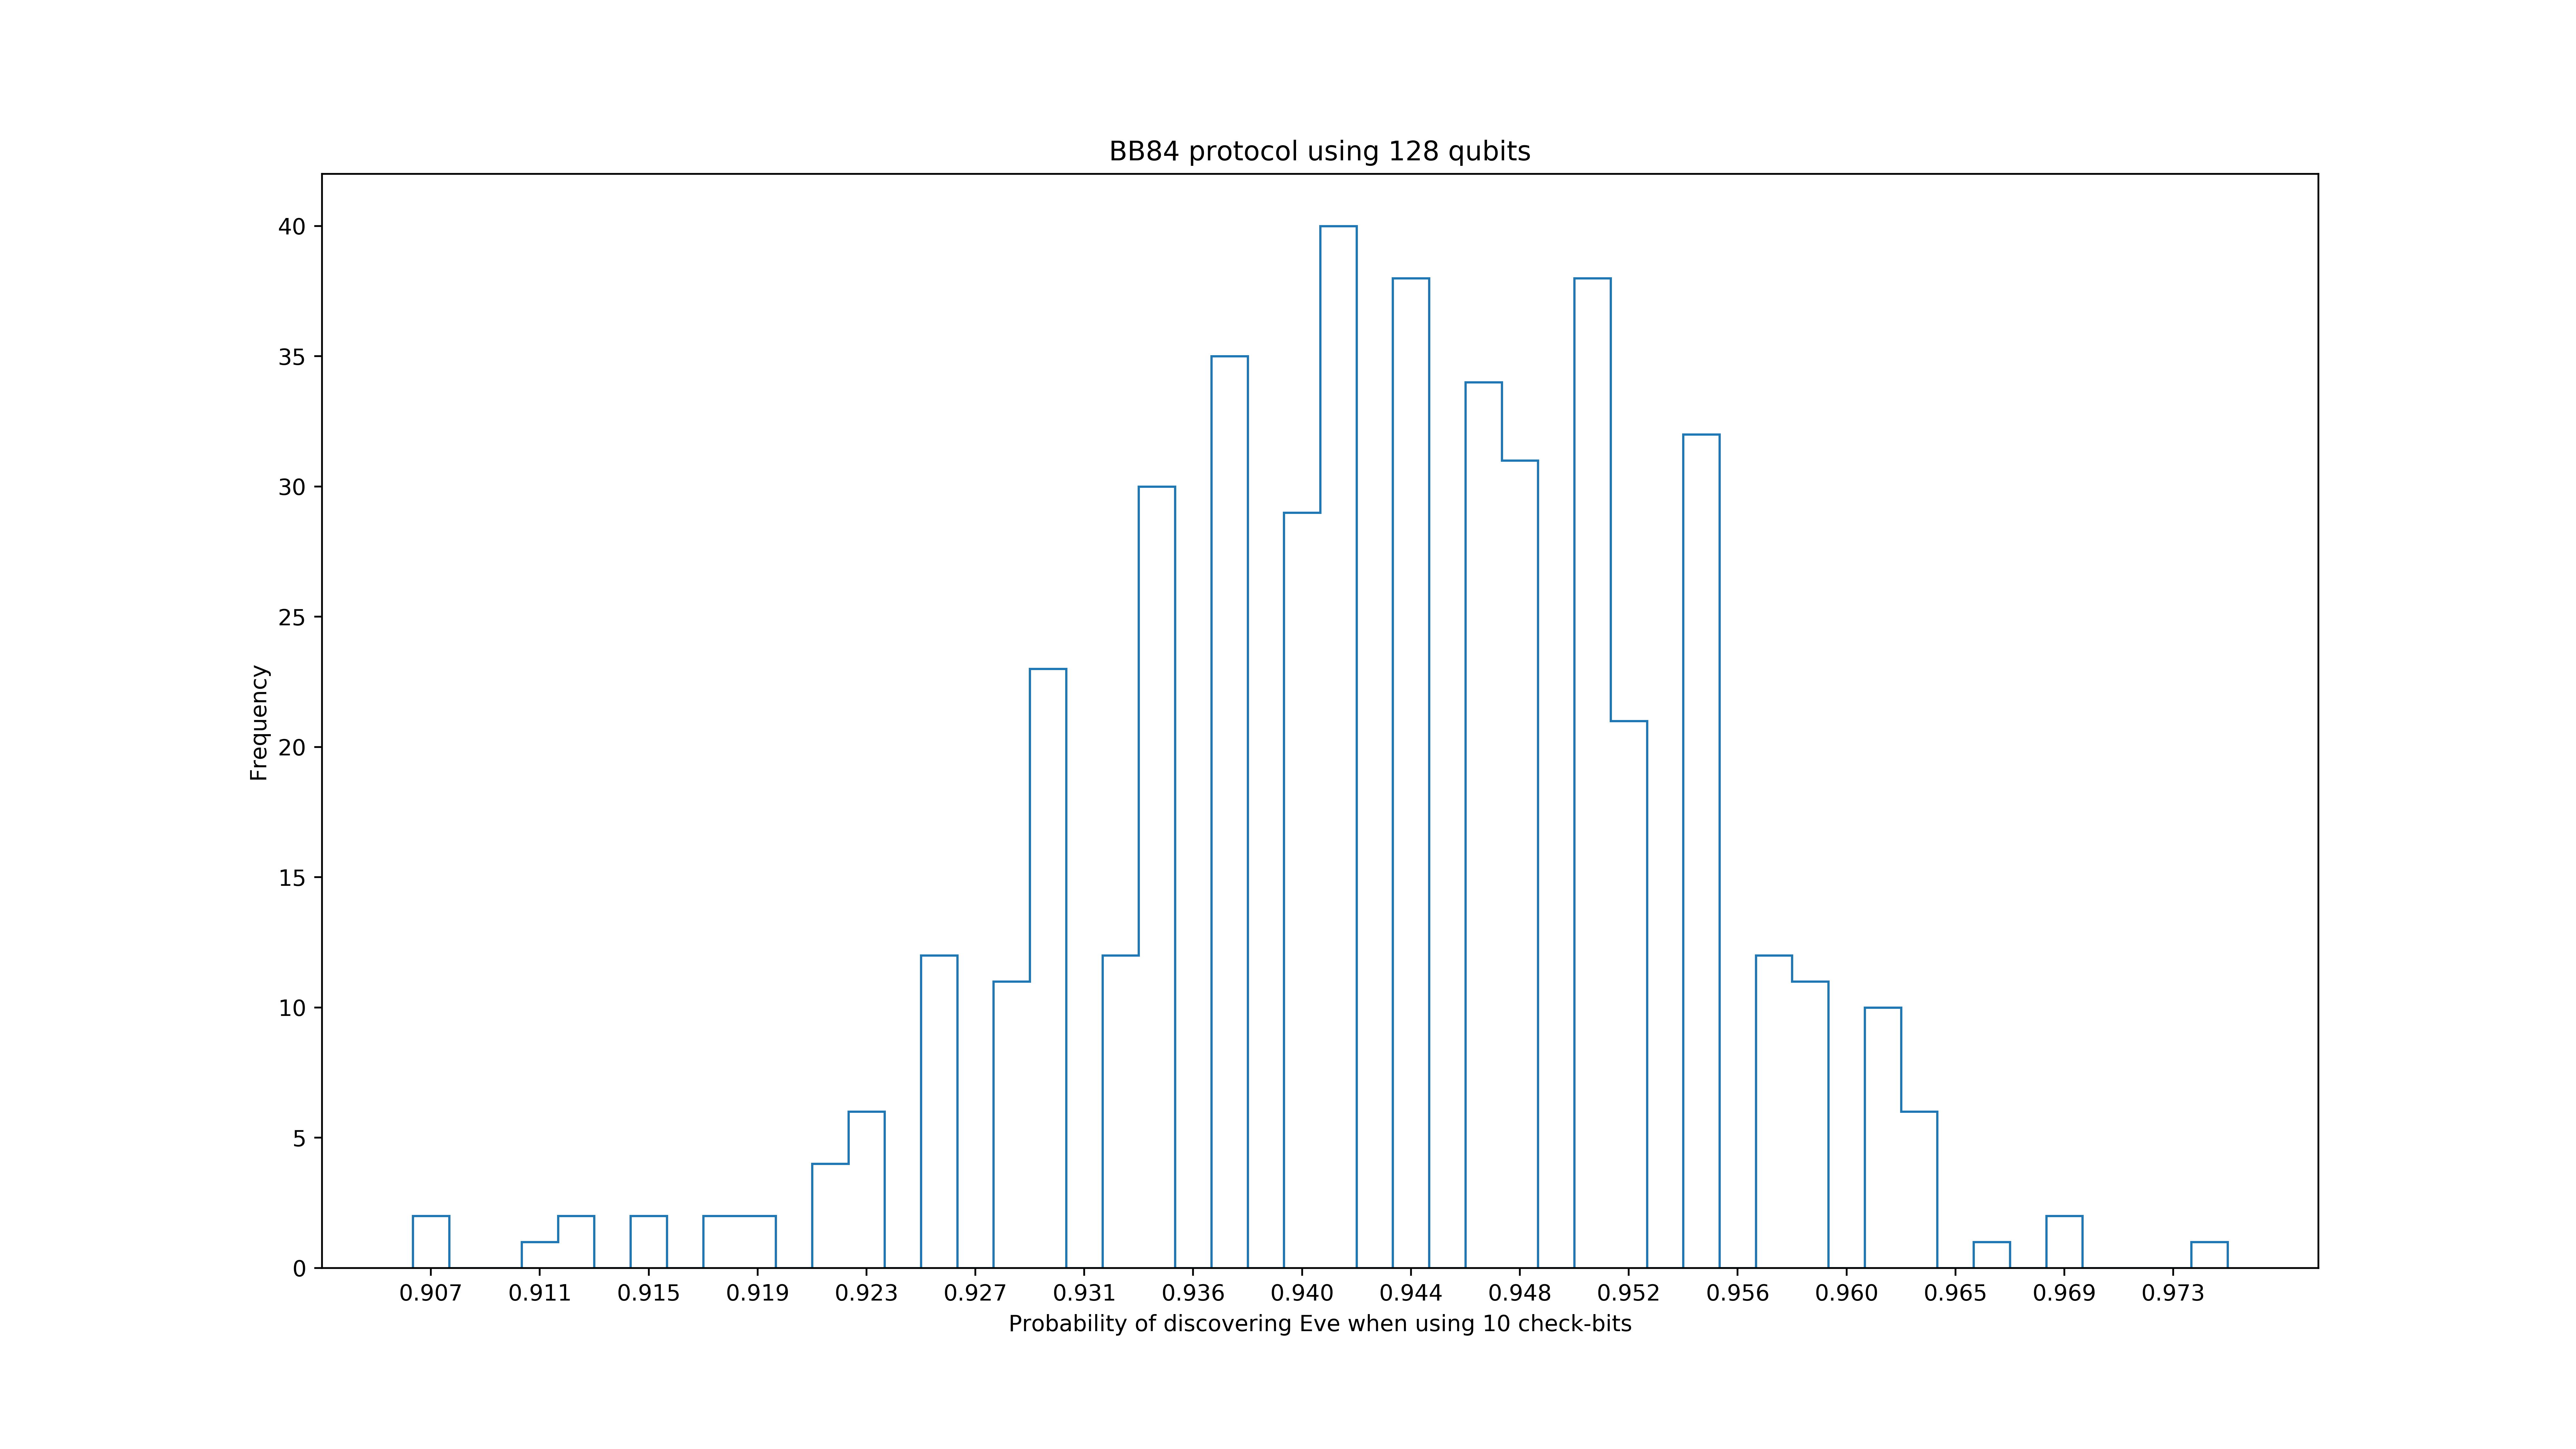 BB84 protocol using 128 qubits
40
35
30
25
20
15
10
5
0
Frequency
0.907 0.911 0.915 0.919 0.923 0.927 0.931 0.936 0.940 0.944 0.948 0.952 0.956 0.960 0.965 0.969 0.973
Probability of discovering Eve when using 10 check-bits